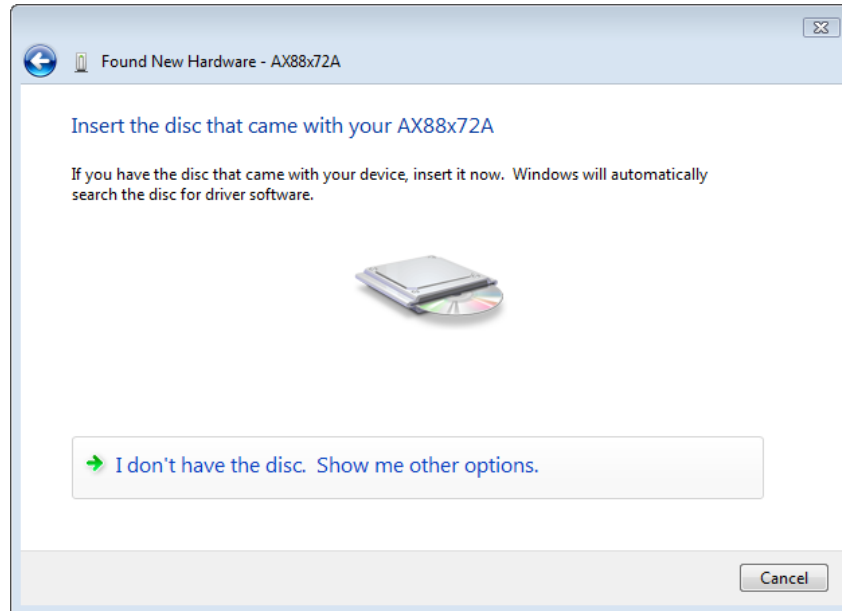 Found New Hardware - AX88x72A
Insert the disc that came with your AX88x72A
If you have the disc that came with your device, insert it now.  Windows will automatically
search the disc for driver software.
I don't have the disc.  Show me other options.
Cancel